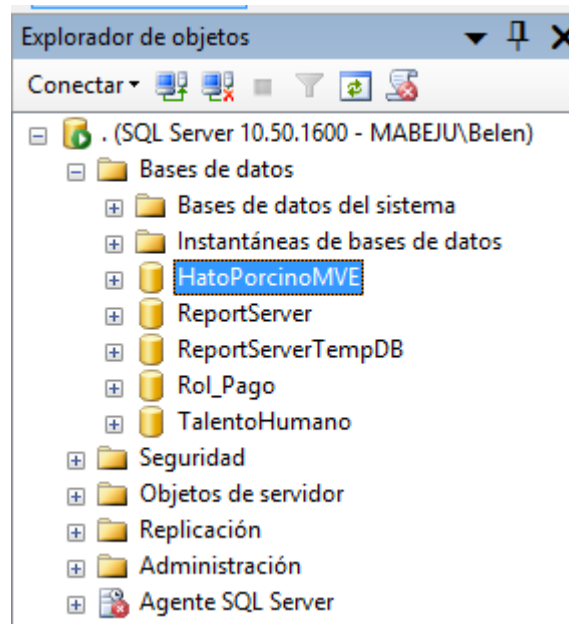 Explorador de objetos
Conectar
. (SQL Server 10.50.1600 - MABEJU\Belen)
Bases de datos
Bases de datos del sistema
Instantáneas de bases de datos
HatoPorcinoMVE
ReportServer
ReportServerTempDB
Rol_Pago
TalentoHumano
Seguridad
Objetos de servidor
Replicación
Administración
Agente SQL Server